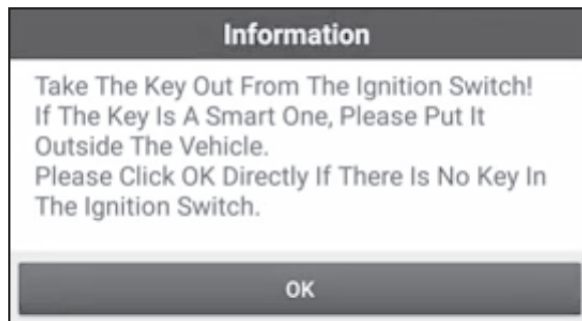 Information
Take The Key Out From The Ignition Switch!
If The Key Is A Smart One, Please Put It
Outside The Vehicle.
Please Click OK Directly If There Is No Key In
The Ignition Switch.
OK